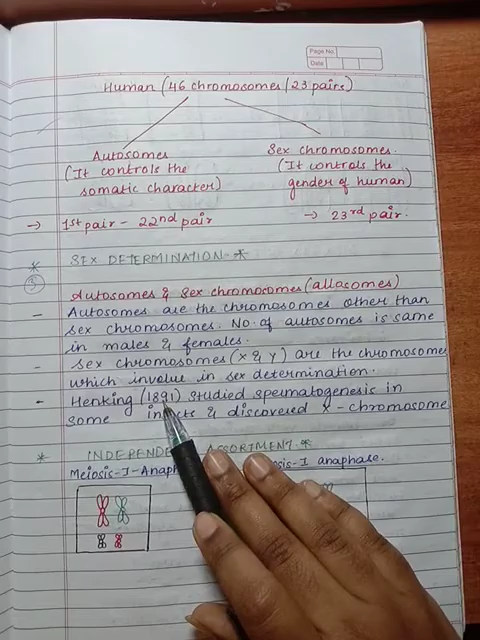 Page No.
Date
Human (46 chromosomes / 23 pairs)
Autosomes
(It controls the
somatic character)
Sex chromosomes.
(It controls the
gender of human)
→ 1st pair - 22nd pair
→ 23rd pair.
* SEX DETERMINATION *
③
Autosomes & Sex chromosomes (allasomes)
- Autosomes are the chromosomes other than
sex chromosomes. No. of autosomes is same
in males & females.
- Sex chromosomes (x & y) are the chromosomes
which involve in sex determination.
- Henking (1891) studied spermatogenesis in
some insects & discovered x - chromosome
* INDEPENDENT ASSORTMENT *
Meiosis-I-Anaph
osis-I anaphase.